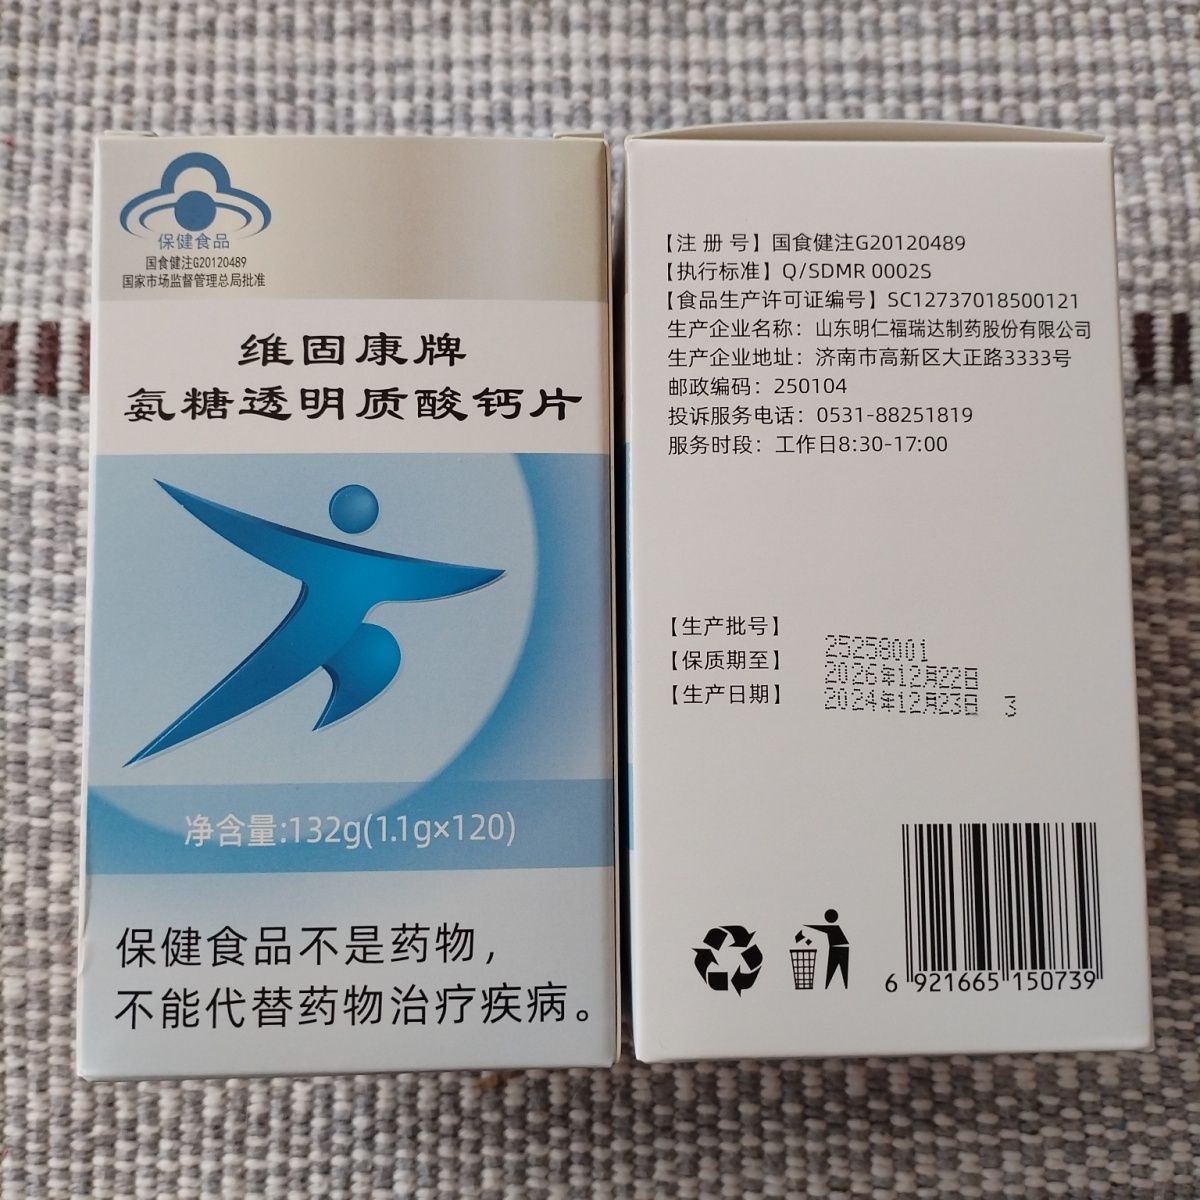 保健食品
国食健注G20120489
国家市场监督管理总局批准
维固康牌
氨糖透明质酸钙片
净含量:132g(1.1g×120)
保健食品不是药物，
不能代替药物治疗疾病。
【注 册 号】国食健注G20120489
【执行标准】Q/SDMR 0002S
【食品生产许可证编号】SC12737018500121
生产企业名称：山东明仁福瑞达制药股份有限公司
生产企业地址：济南市高新区大正路3333号
邮政编码：250104
投诉服务电话：0531-88251819
服务时段：工作日8:30-17:00
【生产批号】 25258001
【保质期至】 2026年12月22日
【生产日期】 2024年12月23日 3
6 921665 150739